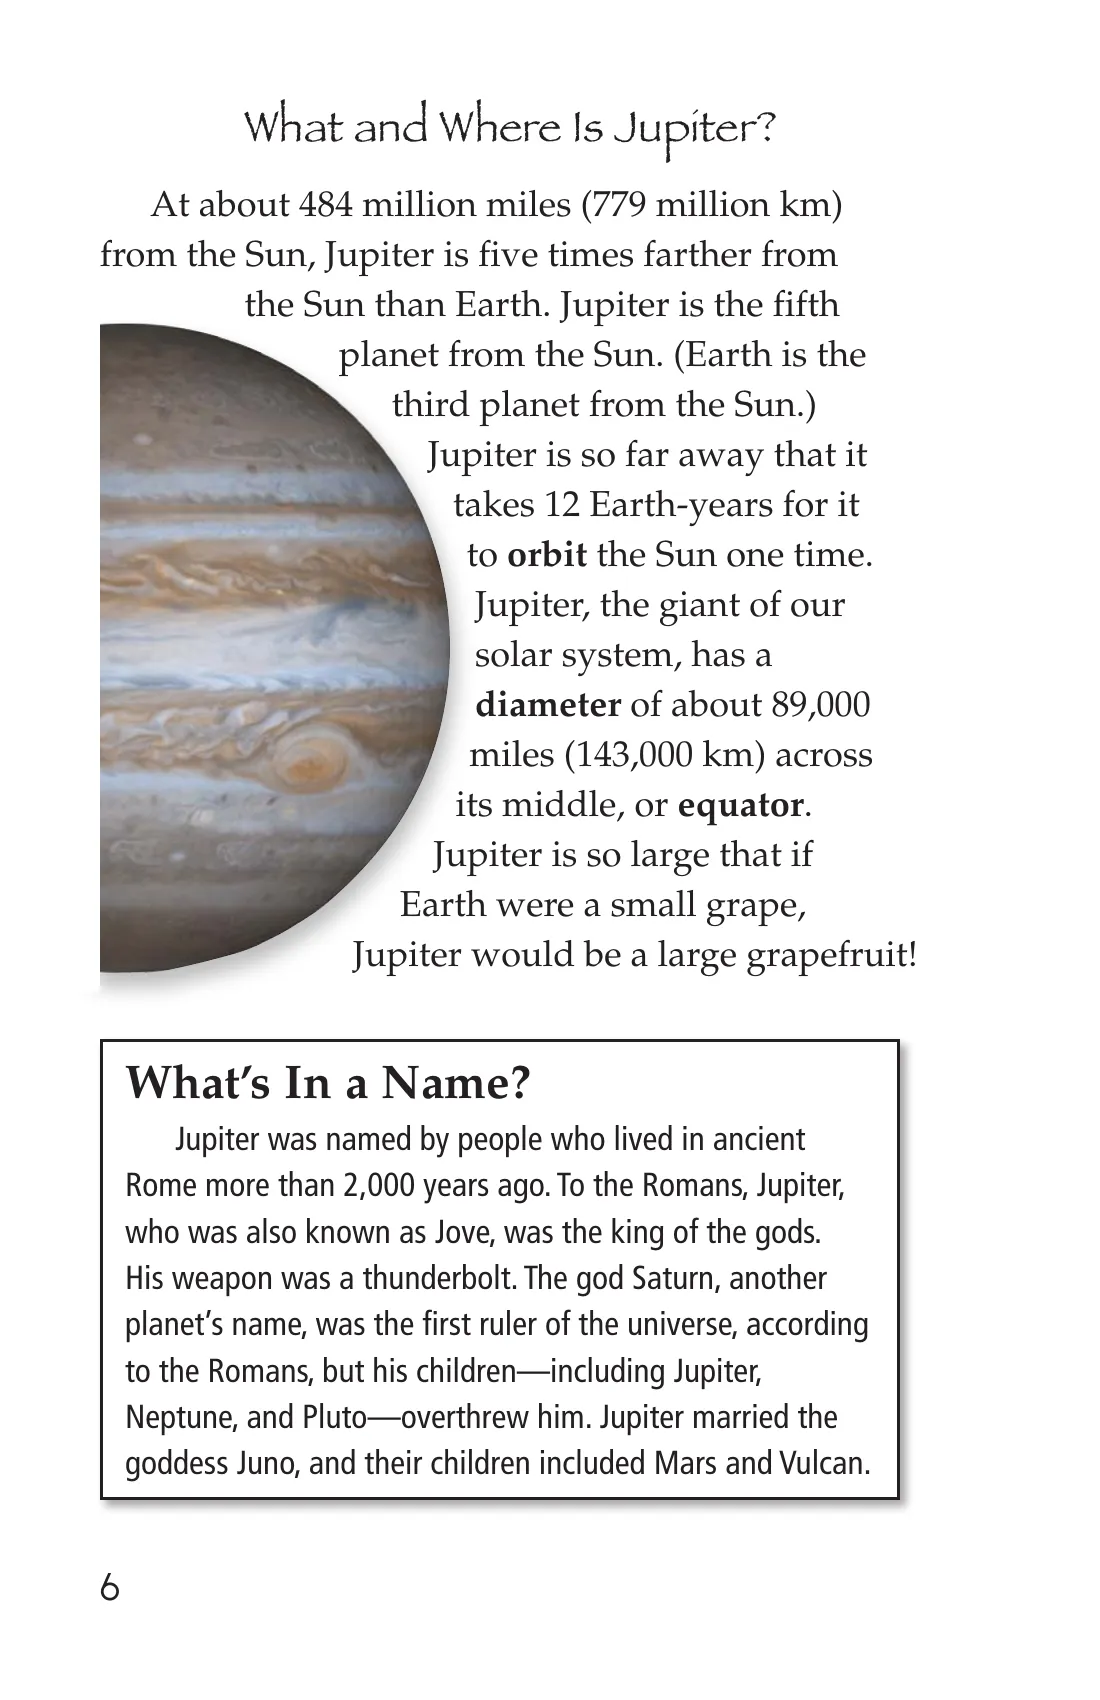 What and Where Is Jupiter?
At about 484 million miles (779 million km)
from the Sun, Jupiter is five times farther from
the Sun than Earth. Jupiter is the fifth
planet from the Sun. (Earth is the
third planet from the Sun.)
Jupiter is so far away that it
takes 12 Earth-years for it
to orbit the Sun one time.
Jupiter, the giant of our
solar system, has a
diameter of about 89,000
miles (143,000 km) across
its middle, or equator.
Jupiter is so large that if
Earth were a small grape,
Jupiter would be a large grapefruit!
What’s In a Name?
Jupiter was named by people who lived in ancient
Rome more than 2,000 years ago. To the Romans, Jupiter,
who was also known as Jove, was the king of the gods.
His weapon was a thunderbolt. The god Saturn, another
planet’s name, was the first ruler of the universe, according
to the Romans, but his children—including Jupiter,
Neptune, and Pluto—overthrew him. Jupiter married the
goddess Juno, and their children included Mars and Vulcan.
6